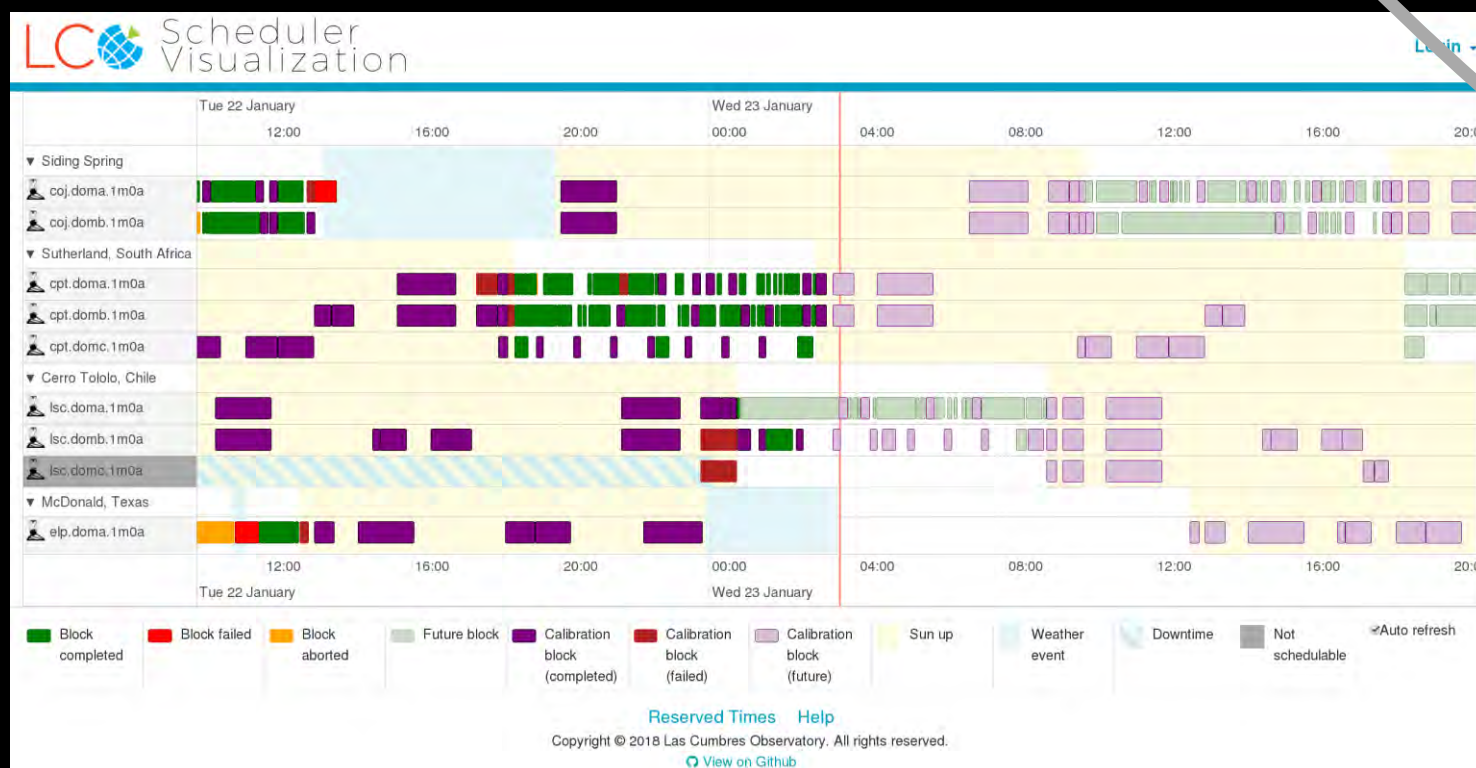 LCO Scheduler
Visualization
Tue 22 January Wed 23 January
12:00 16:00 20:00 00:00 04:00 08:00 12:00 16:00
▼ Siding Spring
coj.doma.1m0a
coj.domb.1m0a
▼ Sutherland, South Africa
cpt.doma.1m0a
cpt.domb.1m0a
cpt.domc.1m0a
▼ Cerro Tololo, Chile
lsc.doma.1m0a
lsc.domb.1m0a
lsc.domc.1m0a
▼ McDonald, Texas
elp.doma.1m0a
12:00 16:00 20:00 00:00 04:00 08:00 12:00 16:00
Tue 22 January Wed 23 January
Block
completed
Block failed
Block
aborted
Future block
Calibration
block
(completed)
Calibration
block
(failed)
Calibration
block
(future)
Sun up
Weather
event
Downtime
Not
schedulable
Auto refresh
Reserved Times Help
Copyright © 2018 Las Cumbres Observatory. All rights reserved.
View on Github